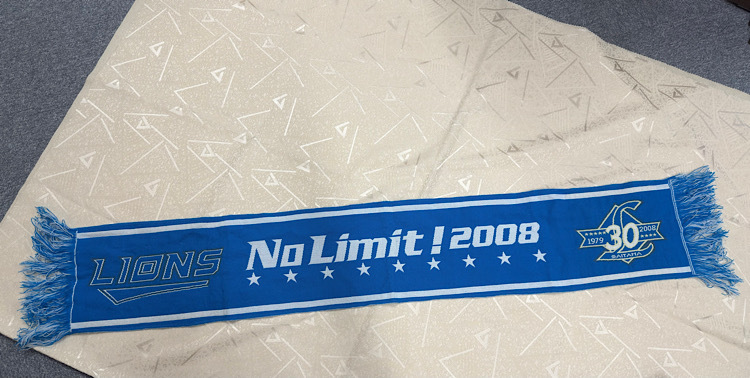 LIONS
No Limit! 2008
1979 30 2008
SAITAMA